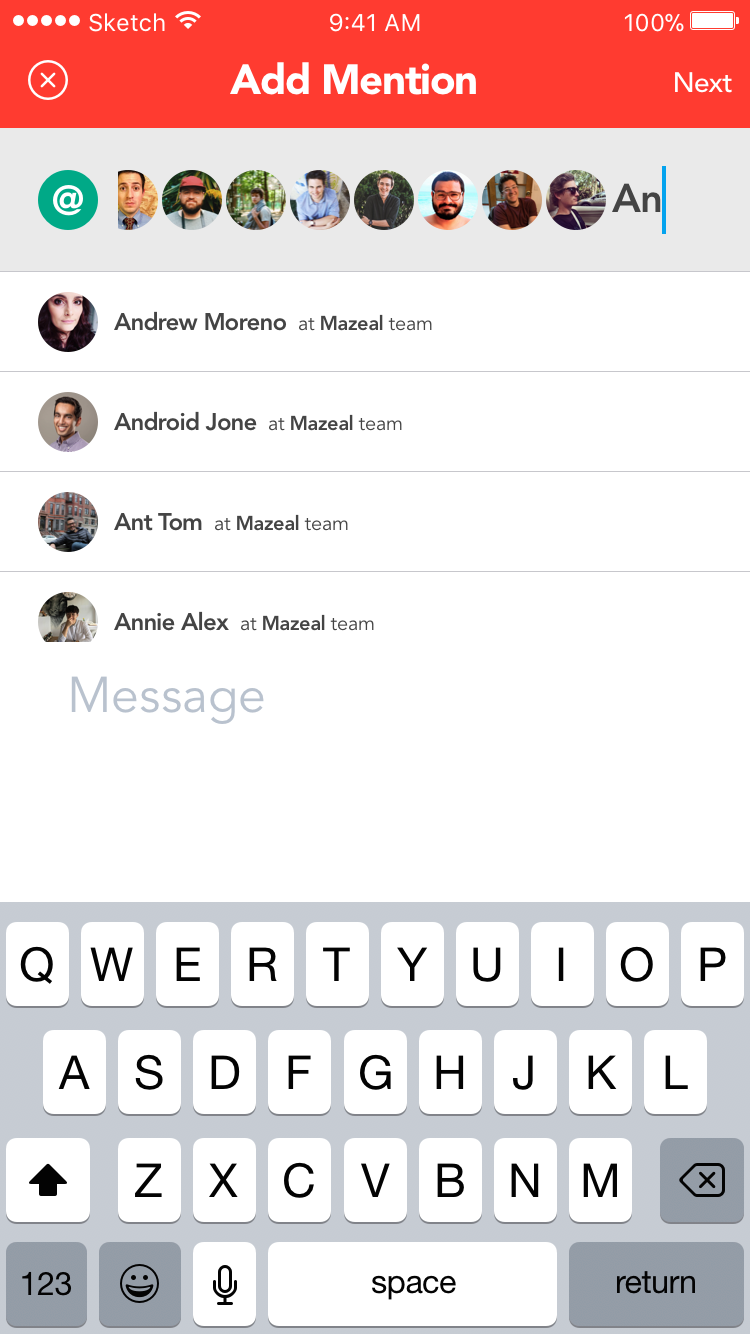 Sketch 9:41 AM 100%
Add Mention Next
@ An
Andrew Moreno at Mazeal team
Android Jone at Mazeal team
Ant Tom at Mazeal team
Annie Alex at Mazeal team
Message
Q W E R T Y U I O P
A S D F G H J K L
Z X C V B N M
123 space return